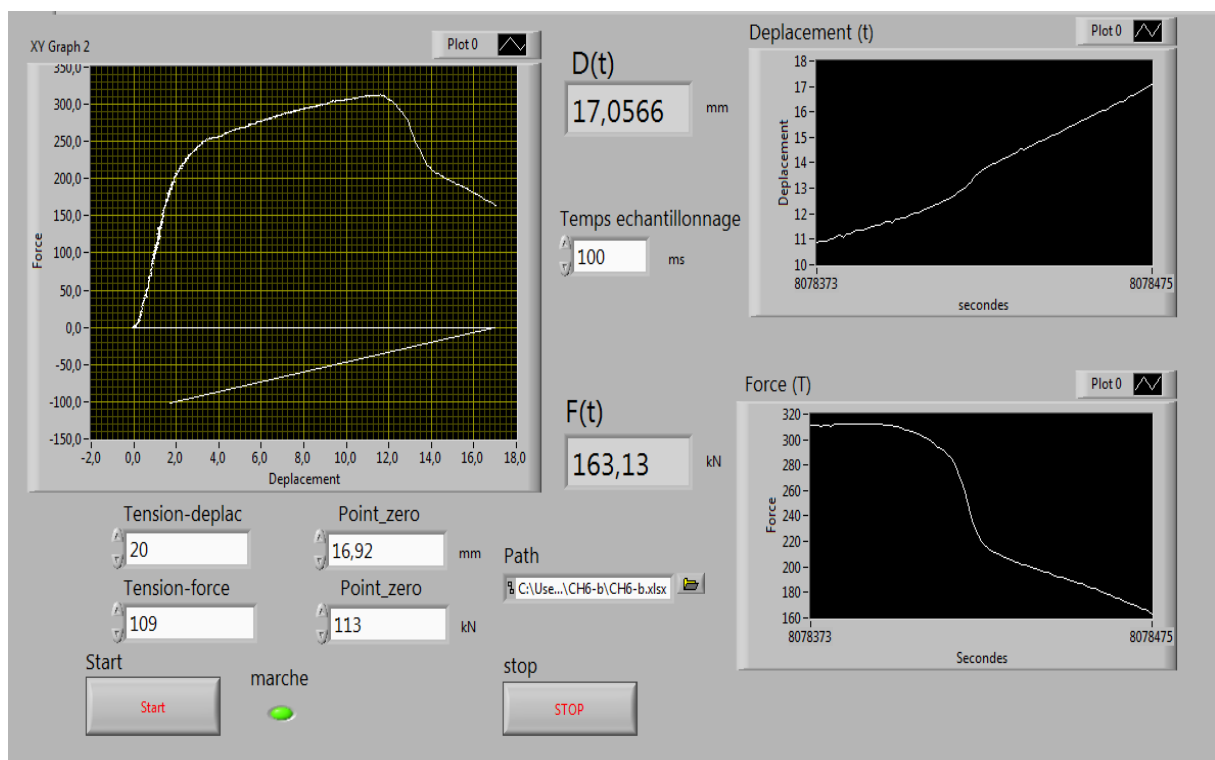 XY Graph 2
Plot 0
350,0
300,0
250,0
200,0
150,0
100,0
50,0
0,0
-50,0
-100,0
-150,0
Force
-2,0 0,0 2,0 4,0 6,0 8,0 10,0 12,0 14,0 16,0 18,0
Deplacement
D(t)
17,0566 mm
Temps echantillonnage
100 ms
F(t)
163,13 kN
Deplacement (t)
Plot 0
18
17
16
15
14
13
12
11
10
Deplacement
8078373 8078475
secondes
Force (T)
Plot 0
320
300
280
260
240
220
200
180
160
Force
8078373 8078475
Secondes
Tension-deplac Point_zero
20 16,92 mm
Tension-force Point_zero
109 113 kN
Path
C:\Use...\CH6-b\CH6-b.xlsx
Start
Start
marche
stop
STOP